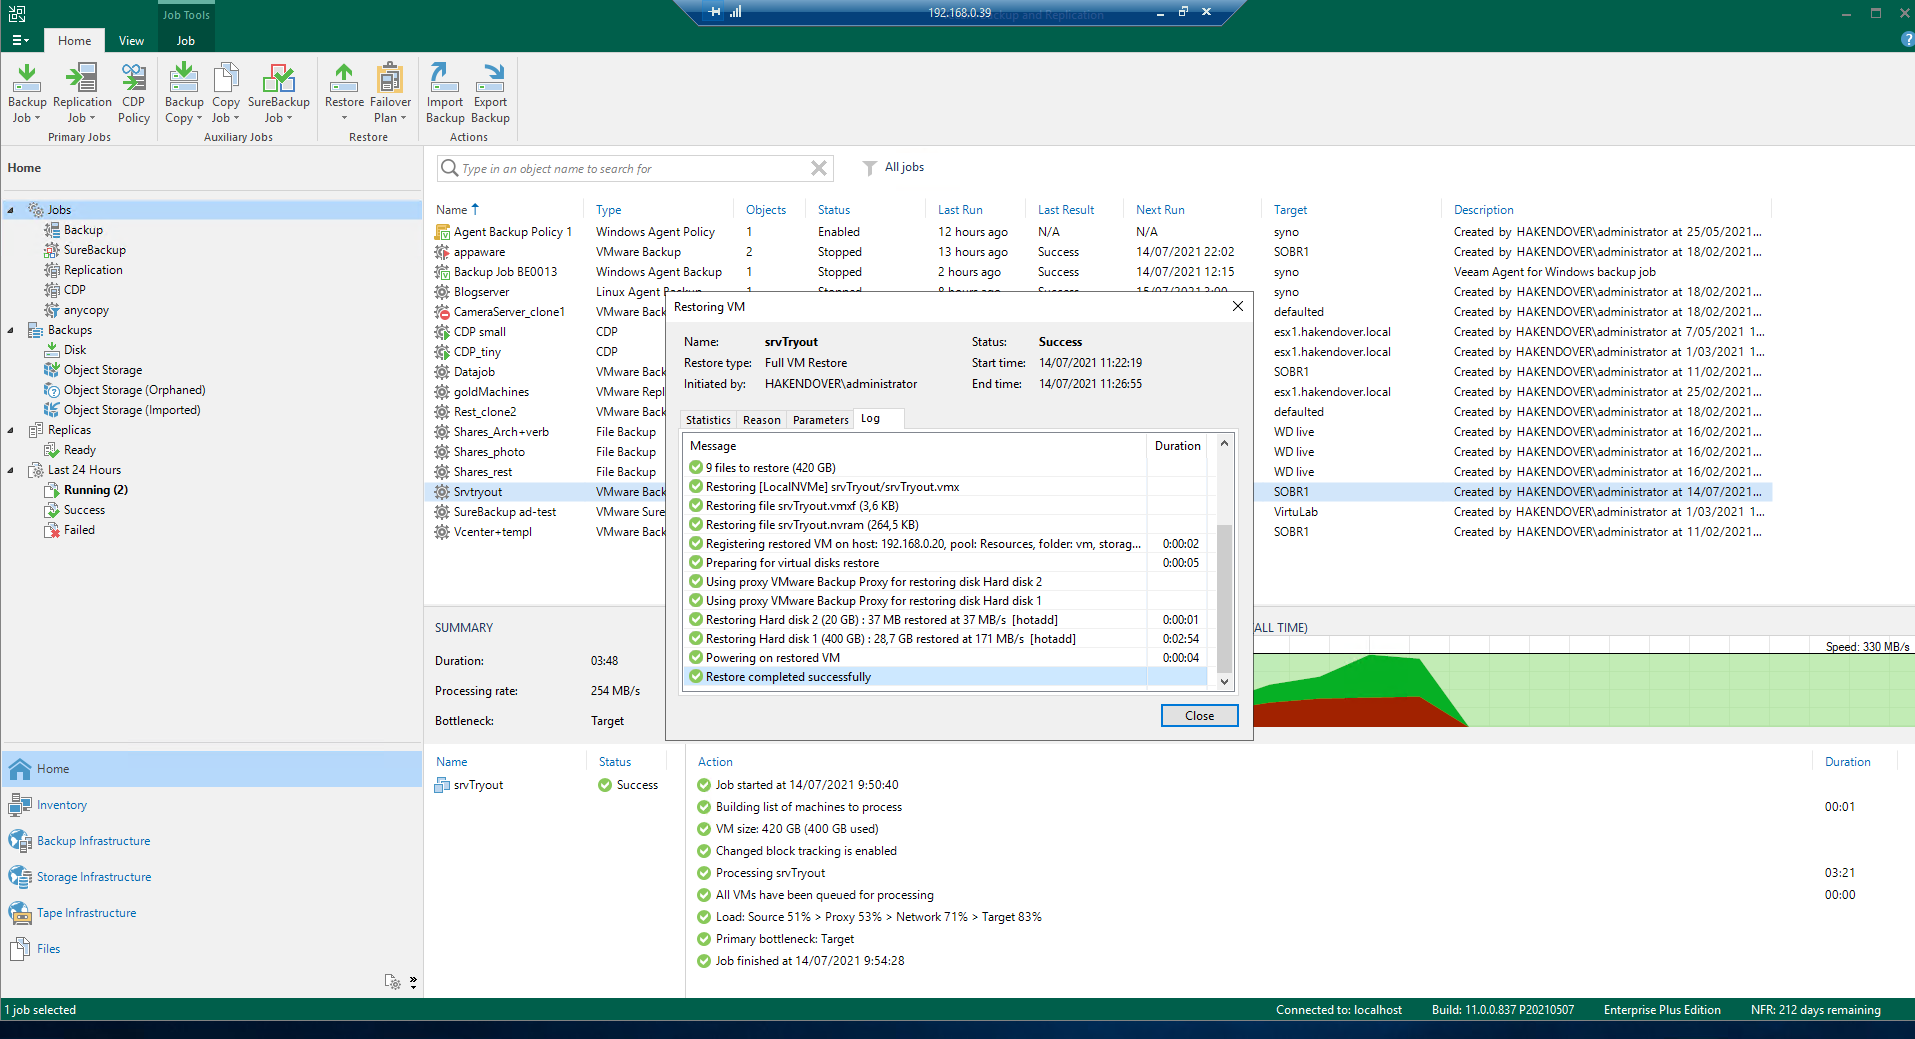 Job Tools
192.168.0.39
ckup and Replication
Home
View
Job
Backup Job
Replication Job
CDP Policy
Backup Copy
Copy Job
SureBackup Job
Restore
Failover Plan
Import Backup
Export Backup
Primary Jobs
Auxiliary Jobs
Restore
Actions
Home
Type in an object name to search for
All jobs
Jobs
Backup
SureBackup
Replication
CDP
anycopy
Backups
Disk
Object Storage
Object Storage (Orphaned)
Object Storage (Imported)
Replicas
Ready
Last 24 Hours
Running (2)
Success
Failed
Name Type Objects Status Last Run Last Result Next Run Target Description
Agent Backup Policy 1 Windows Agent Policy 1 Enabled 12 hours ago N/A N/A syno Created by HAKENDOVER\administrator at 25/05/2021...
appaware VMware Backup 2 Stopped 13 hours ago Success 14/07/2021 22:02 SOBR1 Created by HAKENDOVER\administrator at 18/02/2021...
Backup Job BE0013 Windows Agent Backup 1 Stopped 2 hours ago Success 14/07/2021 12:15 syno Veeam Agent for Windows backup job
Blogserver Linux Agent Backup 1 Stopped 8 hours ago Success 15/07/2021 3:00 syno Created by HAKENDOVER\administrator at 18/02/2021...
CameraServer_clone1 VMware Back defaulted Created by HAKENDOVER\administrator at 18/02/2021...
CDP small CDP esx1.hakendover.local Created by HAKENDOVER\administrator at 7/05/2021 1...
CDP_tiny CDP esx1.hakendover.local Created by HAKENDOVER\administrator at 1/03/2021 1...
Datajob VMware Back SOBR1 Created by HAKENDOVER\administrator at 11/02/2021...
goldMachines VMware Repl esx1.hakendover.local Created by HAKENDOVER\administrator at 25/02/2021...
Rest_clone2 VMware Back defaulted Created by HAKENDOVER\administrator at 18/02/2021...
Shares_Arch+verb File Backup WD live Created by HAKENDOVER\administrator at 16/02/2021...
Shares_photo File Backup WD live Created by HAKENDOVER\administrator at 16/02/2021...
Shares_rest File Backup WD live Created by HAKENDOVER\administrator at 16/02/2021...
Srvtryout VMware Back SOBR1 Created by HAKENDOVER\administrator at 14/07/2021...
SureBackup ad-test VMware Sure VirtuLab Created by HAKENDOVER\administrator at 1/03/2021 1...
Vcenter+templ VMware Back SOBR1 Created by HAKENDOVER\administrator at 11/02/2021...
Restoring VM
Name: srvTryout Status: Success
Restore type: Full VM Restore Start time: 14/07/2021 11:22:19
Initiated by: HAKENDOVER\administrator End time: 14/07/2021 11:26:55
Statistics Reason Parameters Log
Message Duration
9 files to restore (420 GB)
Restoring [LocalNVMe] srvTryout/srvTryout.vmx
Restoring file srvTryout.vmxf (3,6 KB)
Restoring file srvTryout.nvram (264,5 KB)
Registering restored VM on host: 192.168.0.20, pool: Resources, folder: vm, storag... 0:00:02
Preparing for virtual disks restore 0:00:05
Using proxy VMware Backup Proxy for restoring disk Hard disk 2
Using proxy VMware Backup Proxy for restoring disk Hard disk 1
Restoring Hard disk 2 (20 GB) : 37 MB restored at 37 MB/s [hotadd] 0:00:01
Restoring Hard disk 1 (400 GB) : 28,7 GB restored at 171 MB/s [hotadd] 0:02:54
Powering on restored VM 0:00:04
Restore completed successfully
Close
SUMMARY
Duration: 03:48
Processing rate: 254 MB/s
Bottleneck: Target
ALL TIME)
Speed: 330 MB/s
Home
Inventory
Backup Infrastructure
Storage Infrastructure
Tape Infrastructure
Files
Name Status
srvTryout Success
Action Duration
Job started at 14/07/2021 9:50:40
Building list of machines to process 00:01
VM size: 420 GB (400 GB used)
Changed block tracking is enabled
Processing srvTryout 03:21
All VMs have been queued for processing 00:00
Load: Source 51% > Proxy 53% > Network 71% > Target 83%
Primary bottleneck: Target
Job finished at 14/07/2021 9:54:28
1 job selected
Connected to: localhost
Build: 11.0.0.837 P20210507
Enterprise Plus Edition
NFR: 212 days remaining